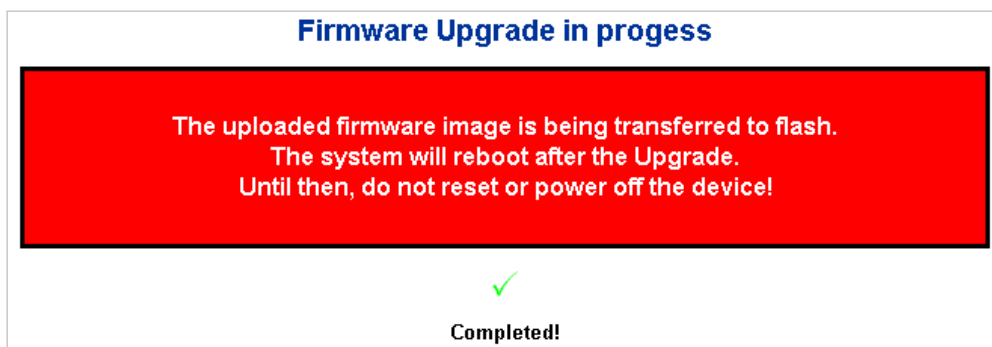 Firmware Upgrade in progess
The uploaded firmware image is being transferred to flash.
The system will reboot after the Upgrade.
Until then, do not reset or power off the device!
Completed!